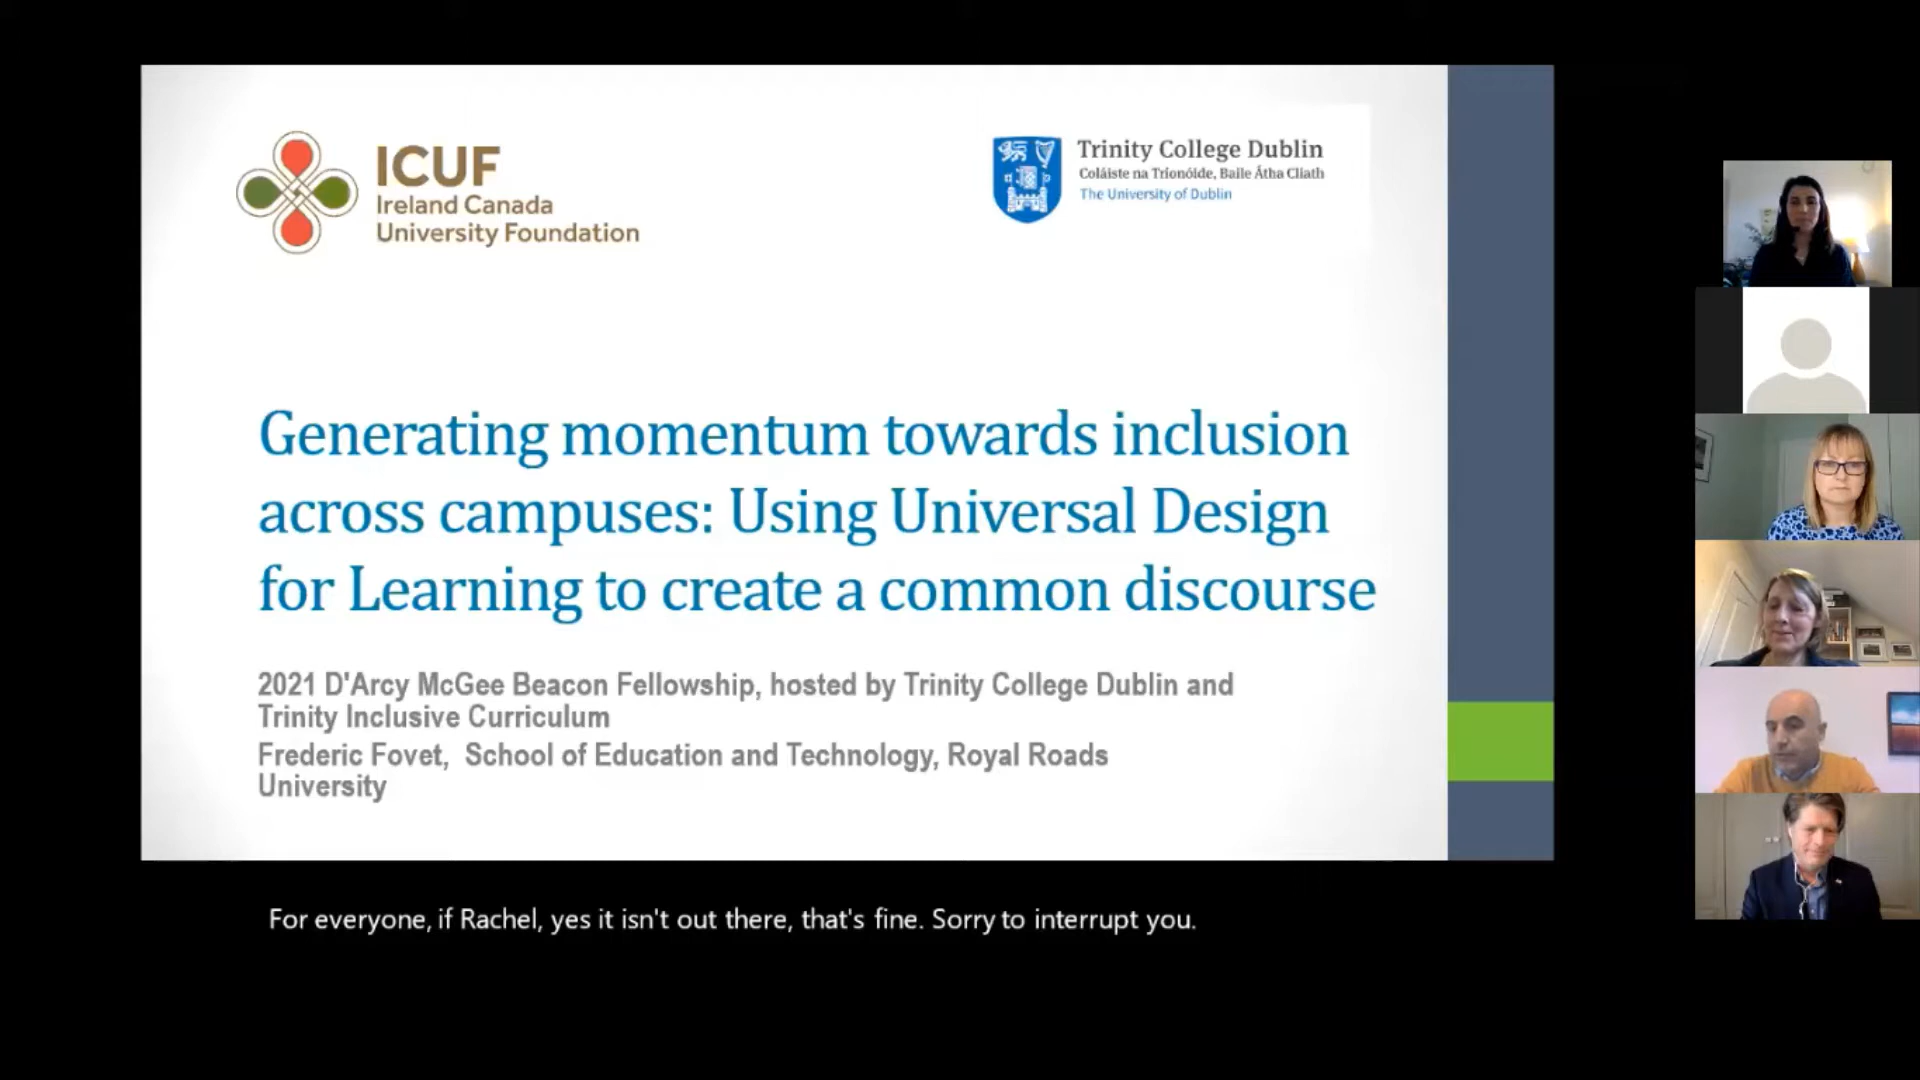 ICUF
Ireland Canada
University Foundation
Trinity College Dublin
Coláiste na Tríonóide, Baile Átha Cliath
The University of Dublin
Generating momentum towards inclusion
across campuses: Using Universal Design
for Learning to create a common discourse
2021 D'Arcy McGee Beacon Fellowship, hosted by Trinity College Dublin and
Trinity Inclusive Curriculum
Frederic Fovet,  School of Education and Technology, Royal Roads
University
For everyone, if Rachel, yes it isn't out there, that's fine. Sorry to interrupt you.